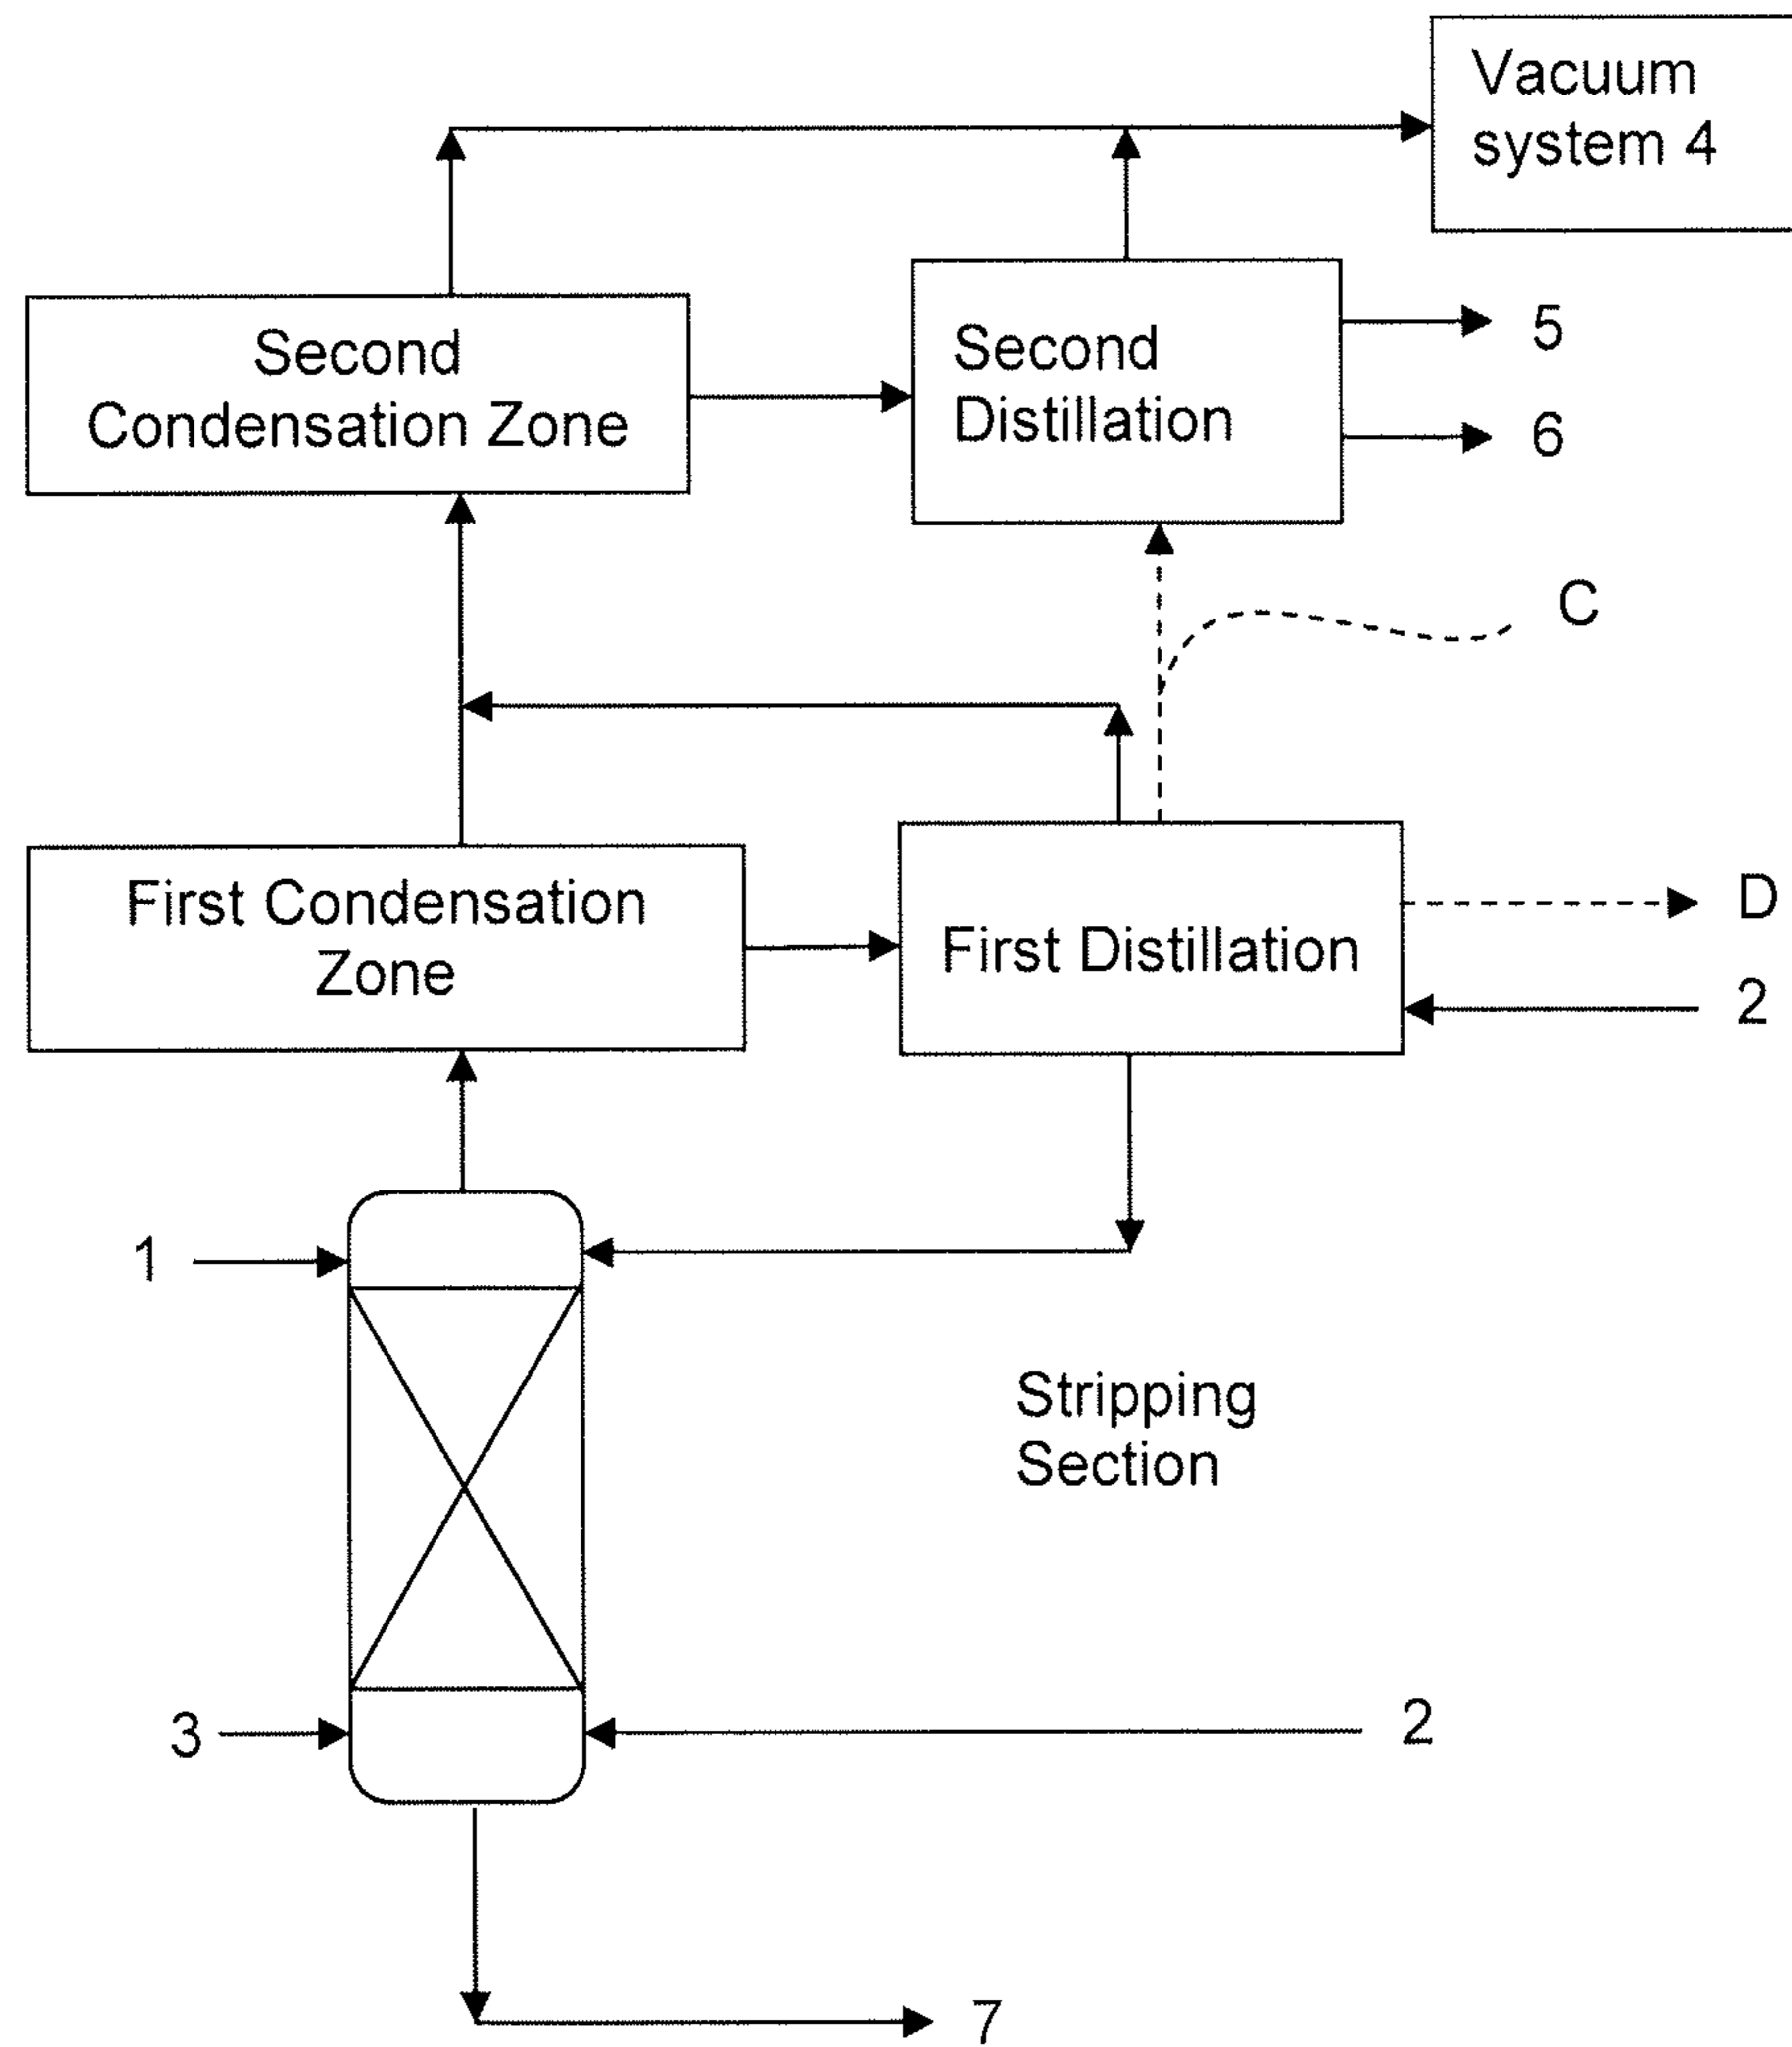 Vacuum
system 4
Second
Condensation Zone
Second
Distillation
5
6
C
First Condensation
Zone
First Distillation
D
2
1
Stripping
Section
3
2
7